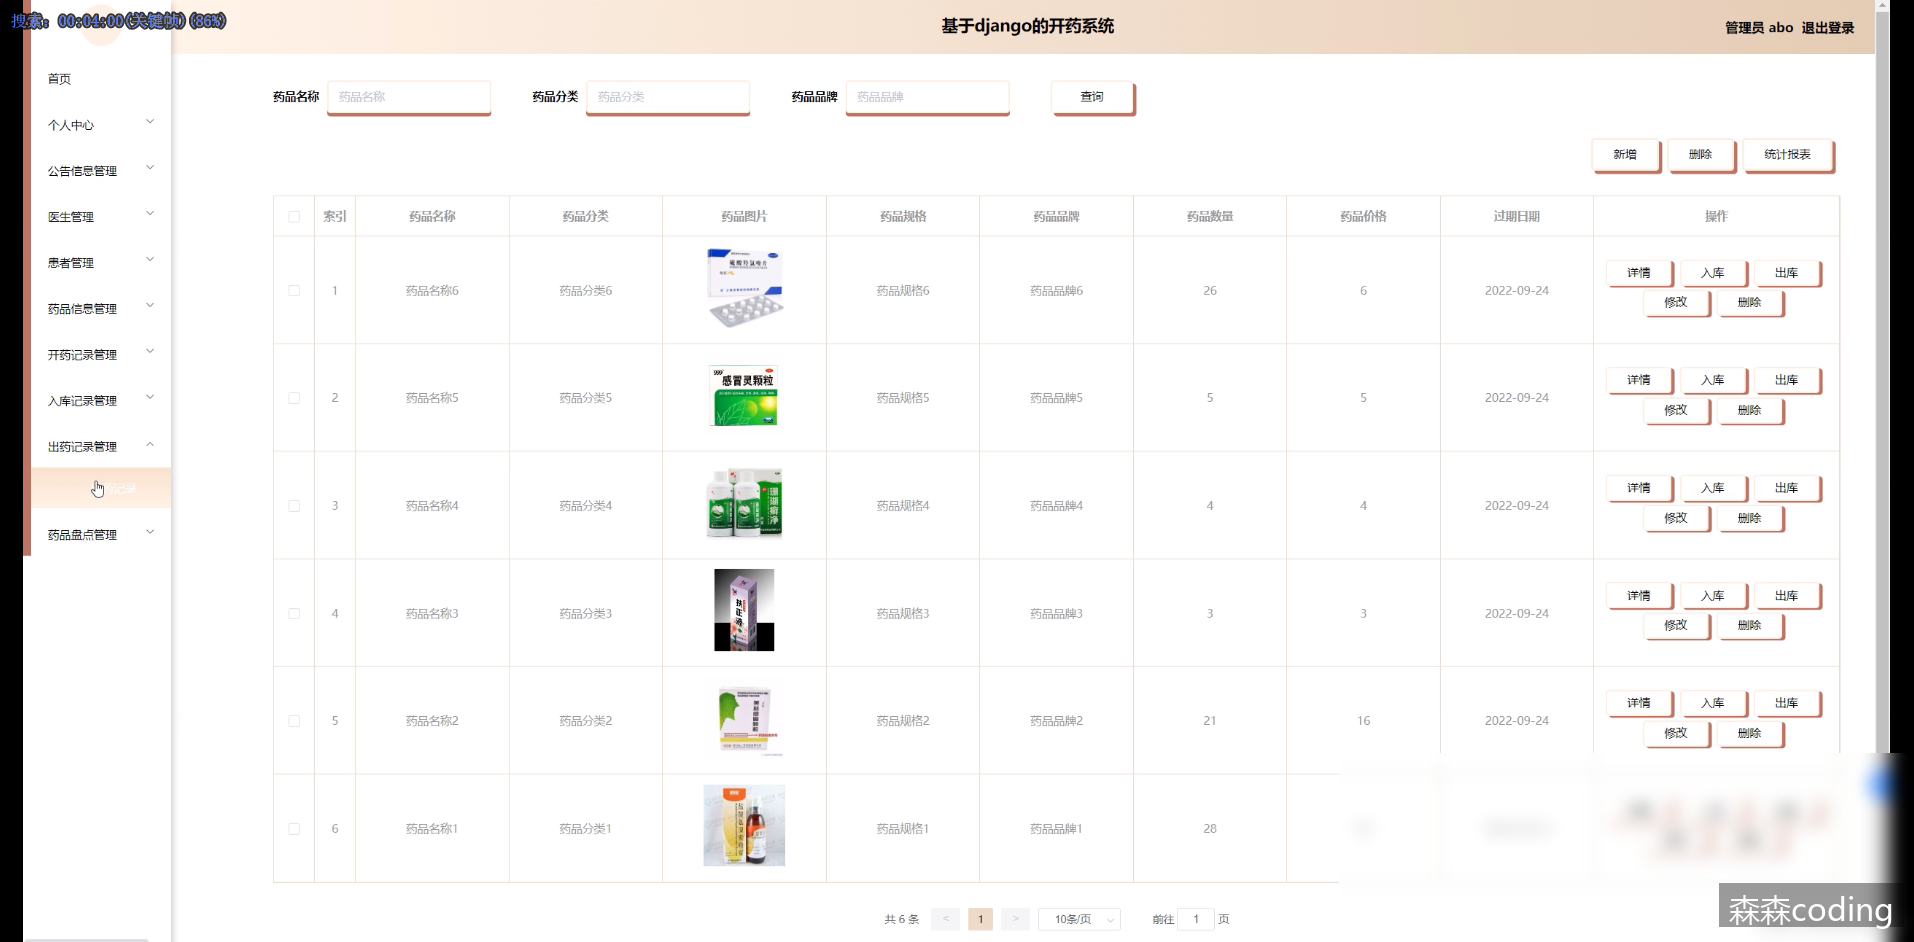 搜索: 00:04:00(关键帧)(86%)
基于django的开药系统
管理员 abo 退出登录
首页
个人中心
公告信息管理
医生管理
患者管理
药品信息管理
开药记录管理
入库记录管理
出药记录管理
记录
药品盘点管理
药品名称 药品名称 药品分类 药品分类 药品品牌 药品品牌 查询
新增 删除 统计报表
索引 药品名称 药品分类 药品图片 药品规格 药品品牌 药品数量 药品价格 过期日期 操作
1 药品名称6 药品分类6 药品规格6 药品品牌6 26 6 2022-09-24 详情 入库 出库
修改 删除
2 药品名称5 药品分类5 999 感冒灵颗粒 药品规格5 药品品牌5 5 5 2022-09-24 详情 入库 出库
修改 删除
3 药品名称4 药品分类4 药品规格4 药品品牌4 4 4 2022-09-24 详情 入库 出库
修改 删除
4 药品名称3 药品分类3 扶正液 药品规格3 药品品牌3 3 3 2022-09-24 详情 入库 出库
修改 删除
5 药品名称2 药品分类2 药品规格2 药品品牌2 21 16 2022-09-24 详情 入库 出库
修改 删除
6 药品名称1 药品分类1 药品规格1 药品品牌1 28
共 6 条 < 1 > 10条/页 前往 1 页
森森coding